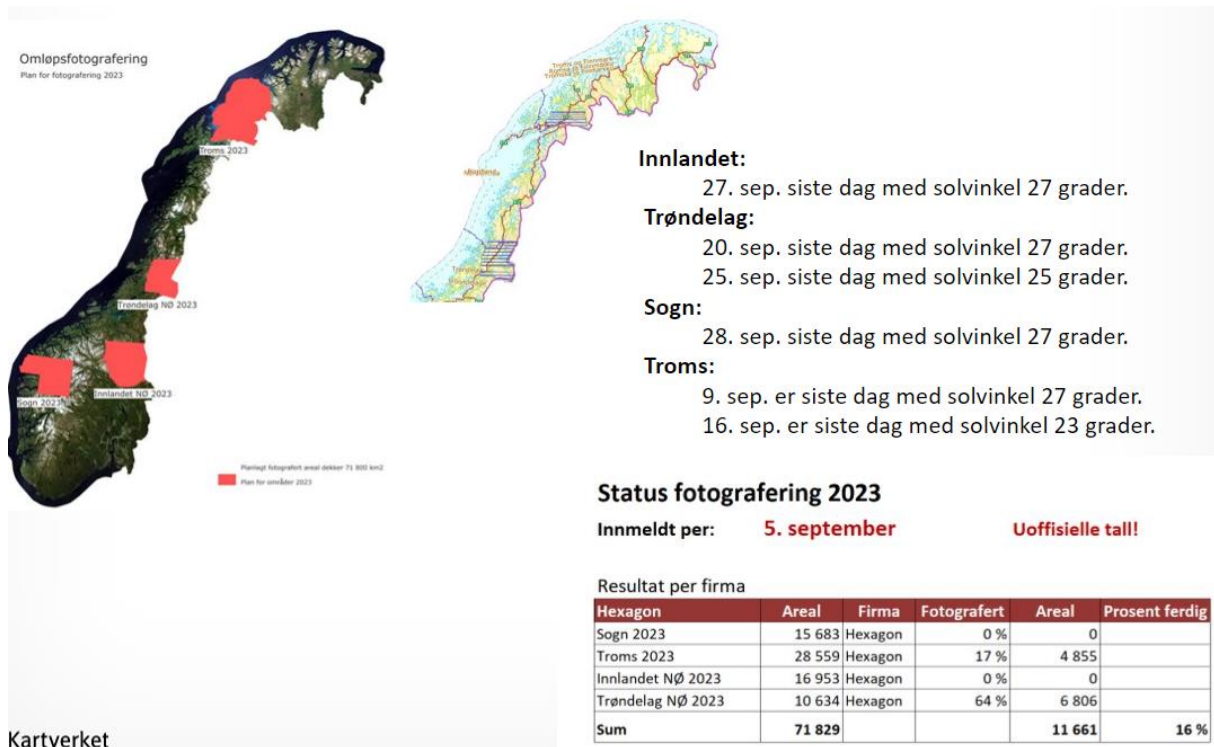 Omløpsfotografering
Plan for fotografering 2023
Troms 2023
Trøndelag NØ 2023
Sogn 2023
Innlandet NØ 2023
Planlagt fotografert areal dekker 71 800 km2
Plan for områder 2023
Innlandet:
27. sep. siste dag med solvinkel 27 grader.
Trøndelag:
20. sep. siste dag med solvinkel 27 grader.
25. sep. siste dag med solvinkel 25 grader.
Sogn:
28. sep. siste dag med solvinkel 27 grader.
Troms:
9. sep. er siste dag med solvinkel 27 grader.
16. sep. er siste dag med solvinkel 23 grader.
Status fotografering 2023
Innmeldt per: 5. september Uoffisielle tall!
Resultat per firma
Hexagon Areal Firma Fotografert Areal Prosent ferdig
Sogn 2023 15 683 Hexagon 0 % 0
Troms 2023 28 559 Hexagon 17 % 4 855
Innlandet NØ 2023 16 953 Hexagon 0 % 0
Trøndelag NØ 2023 10 634 Hexagon 64 % 6 806
Sum 71 829 11 661 16 %
Kartverket